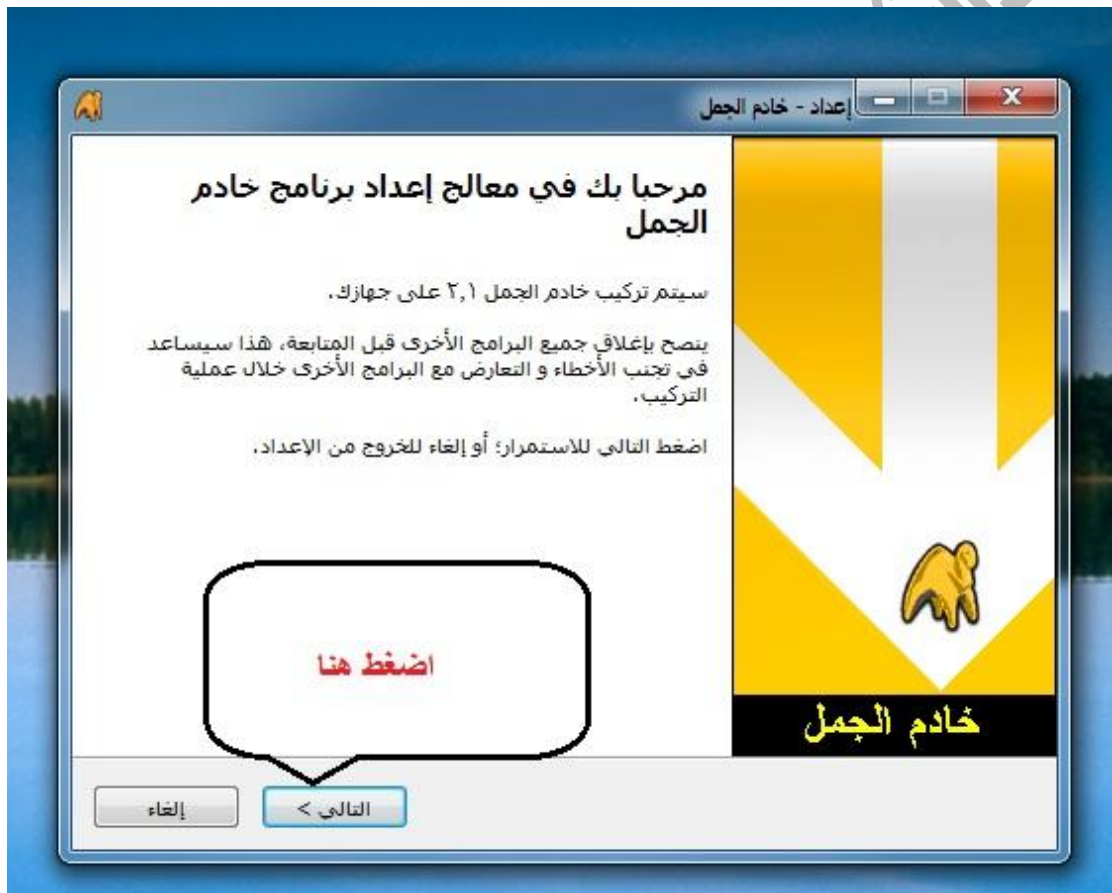 إعداد - خادم الجمل
مرحبا بك في معالج إعداد برنامج خادم
الجمل
سيتم تركيب خادم الجمل ٢,١ على جهازك.
ينصح بإغلاق جميع البرامج الأخرى قبل المتابعة، هذا سيساعد
في تجنب الأخطاء و التعارض مع البرامج الأخرى خلال عملية
التركيب.
اضغط التالي للاستمرار؛ أو إلغاء للخروج من الإعداد.
اضغط هنا
خادم الجمل
التالي >
إلغاء